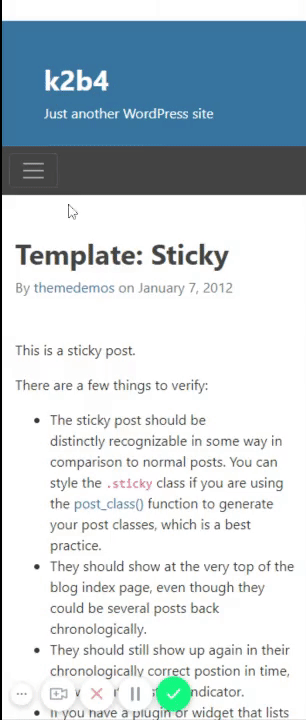 k2b4
Just another WordPress site
Template: Sticky
By themedemos on January 7, 2012
This is a sticky post.
There are a few things to verify:
The sticky post should be
distinctly recognizable in some way in
comparison to normal posts. You can
style the .sticky class if you are using
the post_class() function to generate
your post classes, which is a best
practice.
They should show at the very top of the
blog index page, even though they
could be several posts back
chronologically.
They should still show up again in their
chronologically correct postion in time,
indicator.
If you have a plugin or widget that lists